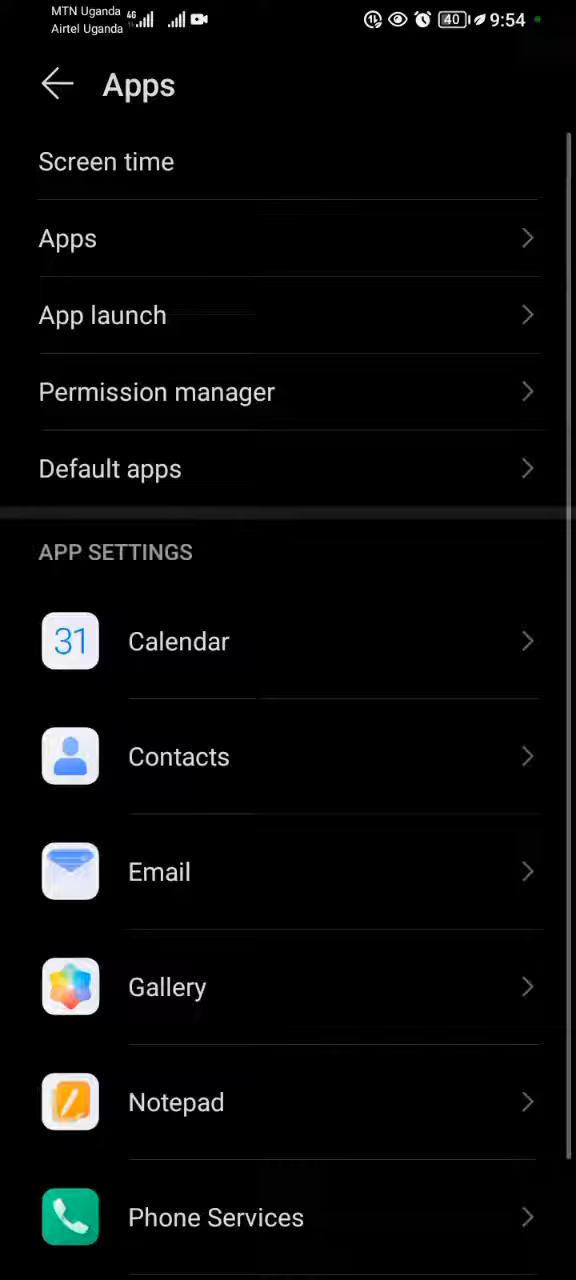 MTN Uganda 4G
Airtel Uganda
40 9:54
Apps
Screen time
Apps
App launch
Permission manager
Default apps
APP SETTINGS
31 Calendar
Contacts
Email
Gallery
Notepad
Phone Services